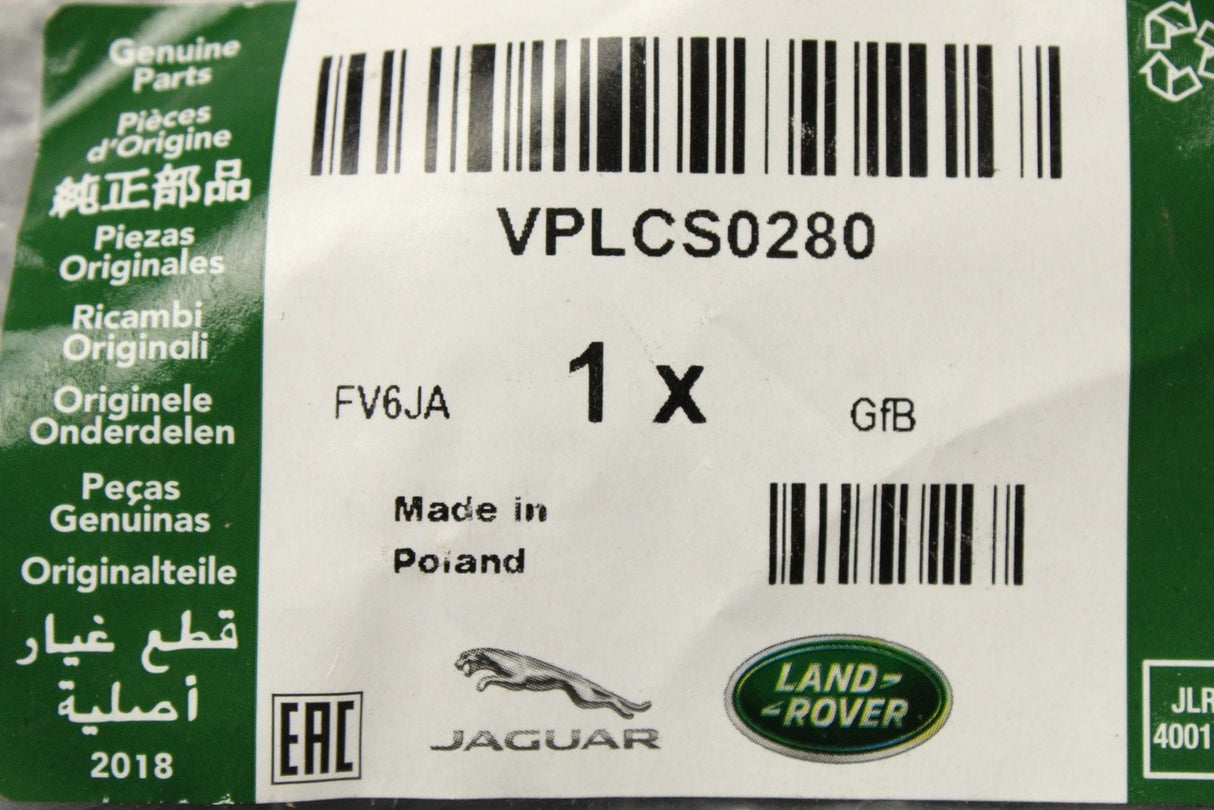 Genuine
Parts
Pièces
d'Origine
純正部品
Piezas
Originales
Ricambi
Originali
Originele
Onderdelen
Peças
Genuinas
Originalteile
قطع غيار
أصلية
2018
VPLCS0280
1 x
FV6JA
GfB
Made in
Poland
EAC
JAGUAR
LAND-
-ROVER
JLR
4001